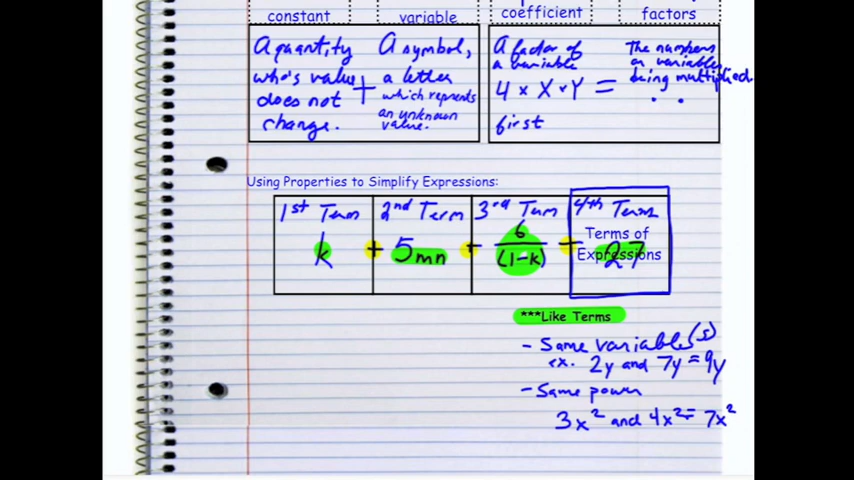 constant variable coefficient factors
A quantity
who's value
does not
change.
+
A symbol,
a letter
which reprents
an unknown
value.
A factor of
a variable
4 × X × Y =
first
The numbers
or variables
being multiplied.
Using Properties to Simplify Expressions:
1st Term 2nd Term 3rd Term 4th Term
k + 5mn + 6/(1-k) + 27
Terms of
Expressions
***Like Terms
- Same variable(s)
ex. 2y and 7y = 9y
- Same power
3x² and 4x² = 7x²